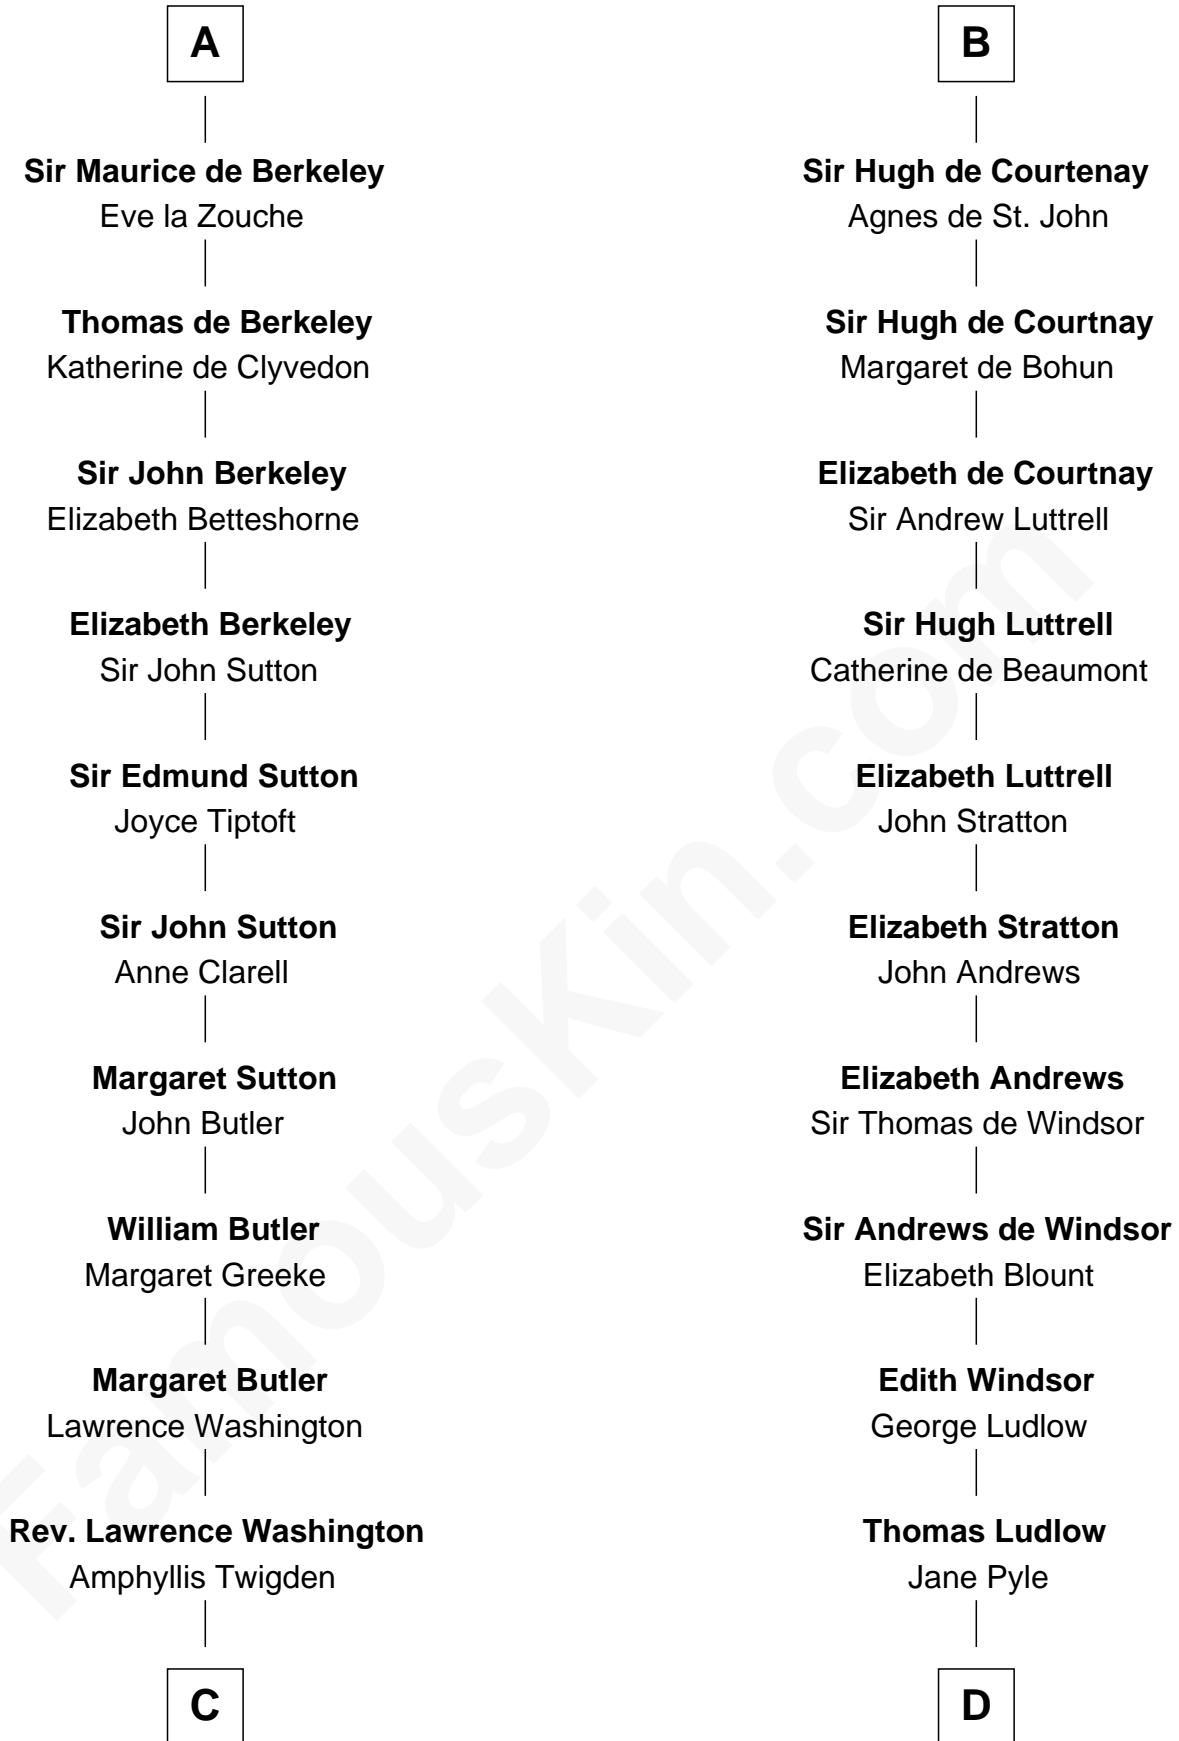 A
Sir Maurice de Berkeley
Eve la Zouche
Thomas de Berkeley
Katherine de Clyvedon
Sir John Berkeley
Elizabeth Betteshorne
Elizabeth Berkeley
Sir John Sutton
Sir Edmund Sutton
Joyce Tiptoft
Sir John Sutton
Anne Clarell
Margaret Sutton
John Butler
William Butler
Margaret Greeke
Margaret Butler
Lawrence Washington
Rev. Lawrence Washington
Amphyllis Twigden
C
B
Sir Hugh de Courtenay
Agnes de St. John
Sir Hugh de Courtnay
Margaret de Bohun
Elizabeth de Courtnay
Sir Andrew Luttrell
Sir Hugh Luttrell
Catherine de Beaumont
Elizabeth Luttrell
John Stratton
Elizabeth Stratton
John Andrews
Elizabeth Andrews
Sir Thomas de Windsor
Sir Andrews de Windsor
Elizabeth Blount
Edith Windsor
George Ludlow
Thomas Ludlow
Jane Pyle
D
FamousKin.com